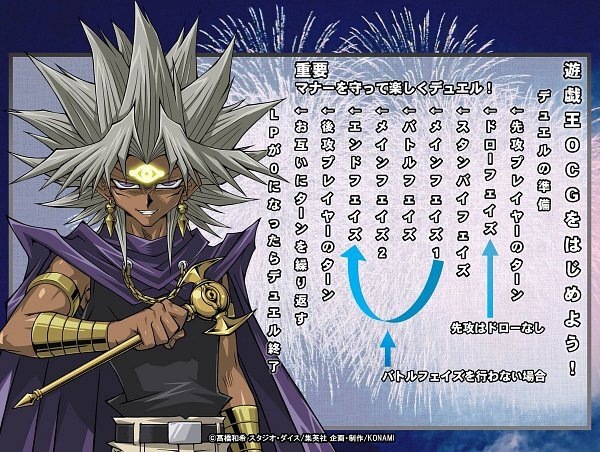 遊戯王OCGをはじめよう！
デュエルの準備
↓先攻プレイヤーのターン
↓ドローフェイズ
↓スタンバイフェイズ
↓メインフェイズ1
↓バトルフェイズ
↓メインフェイズ2
↓エンドフェイズ
↓後攻プレイヤーのターン
↓お互いにターンを繰り返す
LPが0になったらデュエル終了
重要
マナーを守って楽しくデュエル！
先攻はドローなし
バトルフェイズを行わない場合
©高橋和希 スタジオ・ダイス/集英社 企画・制作/KONAMI